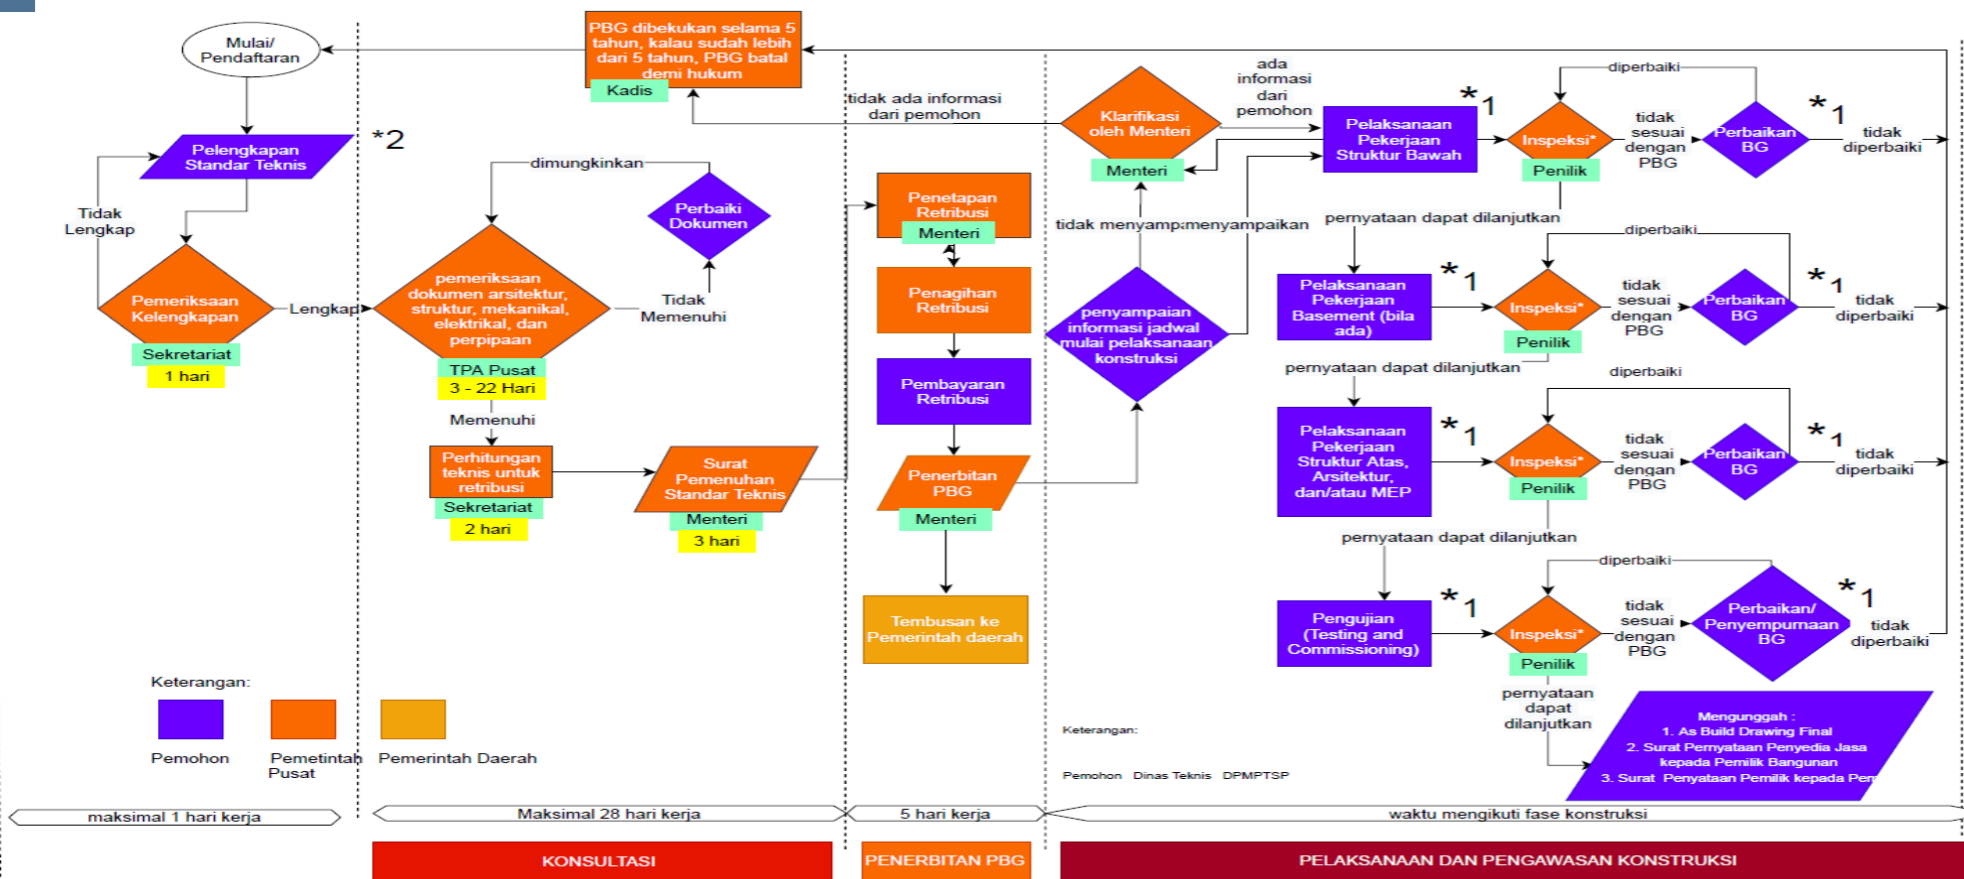 Mulai/
Pendaftaran
PBG dibekukan selama 5
tahun, kalau sudah lebih
dari 5 tahun, PBG batal
demi hukum
Kadis
Pelengkapan
Standar Teknis
*2
Tidak
Lengkap
Pemeriksaan
Kelengkapan
Sekretariat
1 hari
Lengkap
dimungkinkan
Perbaiki
Dokumen
pemeriksaan
dokumen arsitektur,
struktur, mekanikal,
elektrikal, dan
perpipaan
TPA Pusat
3 - 22 Hari
Tidak
Memenuhi
Memenuhi
Perhitungan
teknis untuk
retribusi
Sekretariat
2 hari
Surat
Pemenuhan
Standar Teknis
Menteri
3 hari
tidak ada informasi
dari pemohon
Penetapan
Retribusi
Menteri
Penagihan
Retribusi
Pembayaran
Retribusi
Penerbitan
PBG
Menteri
Tembusan ke
Pemerintah daerah
Klarifikasi
oleh Menteri
Menteri
ada
informasi
dari
pemohon
tidak menyampa
menyampaikan
penyampaian
informasi jadwal
mulai pelaksanaan
konstruksi
Pelaksanaan
Pekerjaan
Struktur Bawah
*1
Inspeksi*
Penilik
diperbaiki
tidak
sesuai
dengan
PBG
Perbaikan
BG
*1
tidak
diperbaiki
pernyataan dapat dilanjutkan
Pelaksanaan
Pekerjaan
Basement (bila
ada)
*1
Inspeksi*
Penilik
diperbaiki
tidak
sesuai
dengan
PBG
Perbaikan
BG
*1
tidak
diperbaiki
pernyataan dapat dilanjutkan
Pelaksanaan
Pekerjaan
Struktur Atas,
Arsitektur,
dan/atau MEP
*1
Inspeksi*
Penilik
diperbaiki
tidak
sesuai
dengan
PBG
Perbaikan
BG
*1
tidak
diperbaiki
pernyataan dapat dilanjutkan
Pengujian
(Testing and
Commissioning)
*1
Inspeksi*
Penilik
diperbaiki
tidak
sesuai
dengan
PBG
Perbaikan/
Penyempurnaan
BG
*1
tidak
diperbaiki
pernyataan
dapat
dilanjutkan
Mengunggah :
1. As Build Drawing Final
2. Surat Pernyataan Penyedia Jasa
kepada Pemilik Bangunan
3. Surat Penyataan Pemilik kepada Pem
Keterangan:
Pemohon
Pemetintah
Pusat
Pemerintah Daerah
Keterangan:
Pemohon Dinas Teknis DPMPTSP
maksimal 1 hari kerja
Maksimal 28 hari kerja
5 hari kerja
waktu mengikuti fase konstruksi
KONSULTASI
PENERBITAN PBG
PELAKSANAAN DAN PENGAWASAN KONSTRUKSI